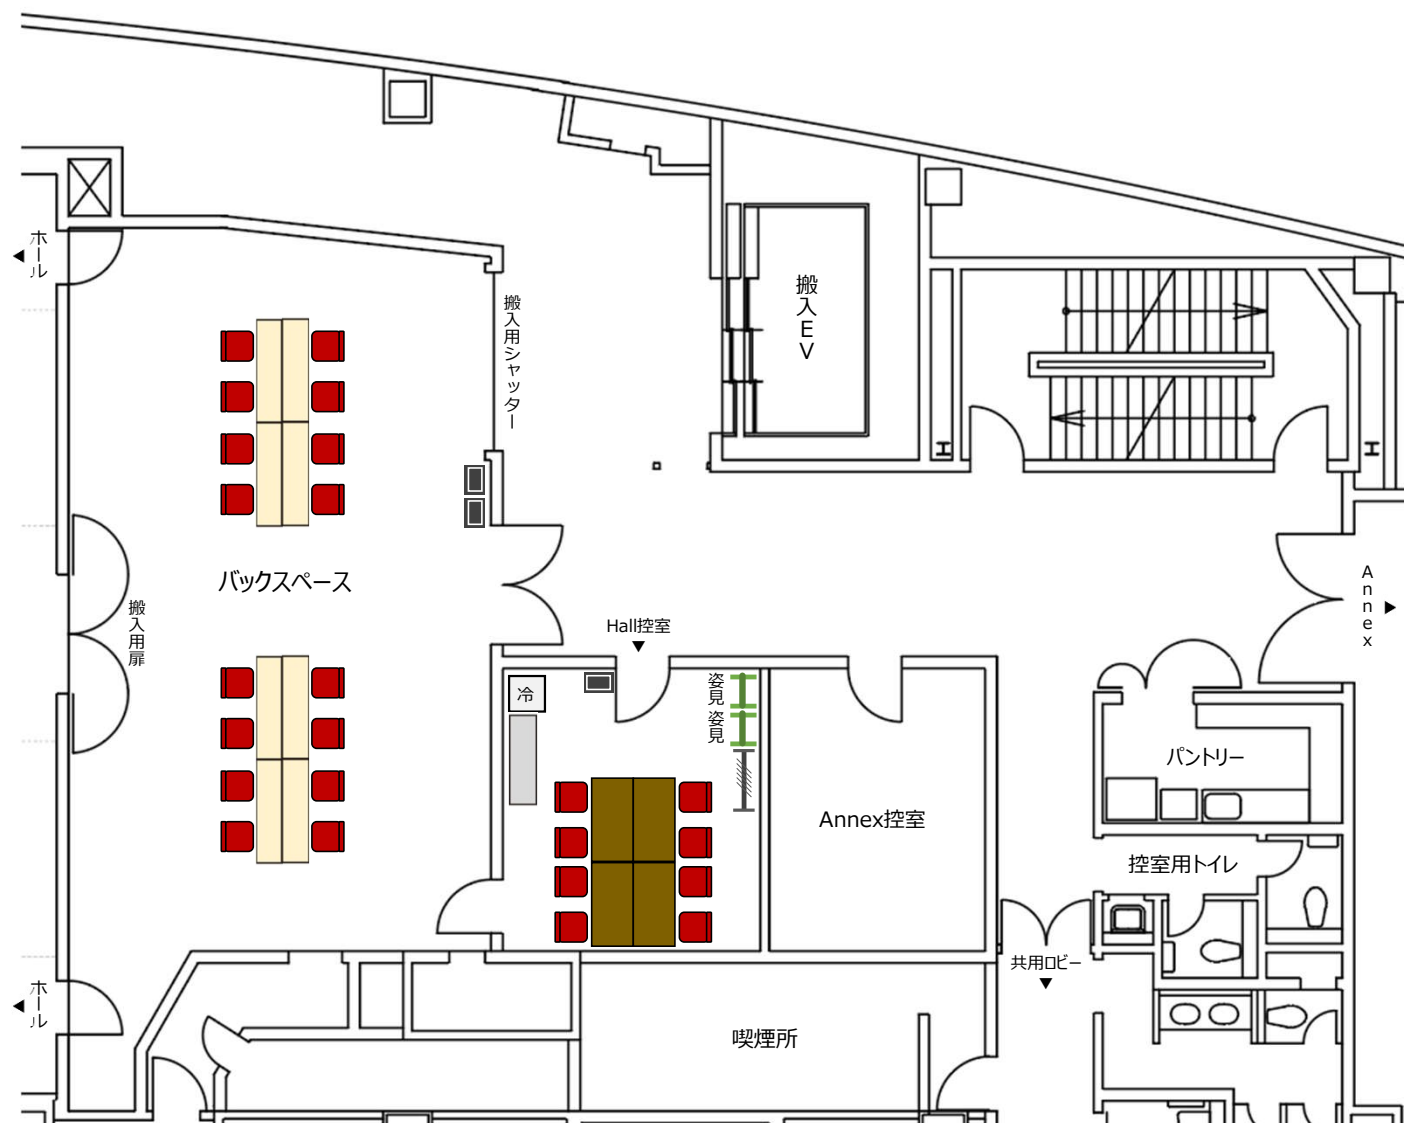 ◀ホール
搬入用シャッター
搬入EV
バックスペース
搬入用扉
Annex ▶
Hall控室
▼
冷
姿見
姿見
パントリー
Annex控室
控室用トイレ
共用ロビー
▼
◀ホール
喫煙所